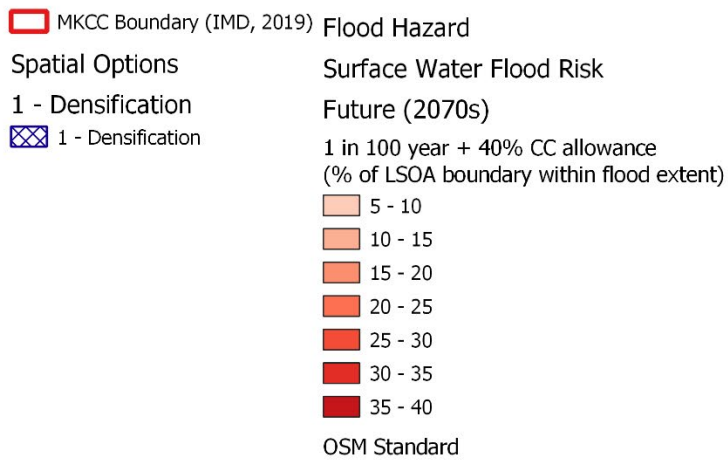 MKCC Boundary (IMD, 2019)
Spatial Options
1 - Densification
1 - Densification
Flood Hazard
Surface Water Flood Risk
Future (2070s)
1 in 100 year + 40% CC allowance
(% of LSOA boundary within flood extent)
5 - 10
10 - 15
15 - 20
20 - 25
25 - 30
30 - 35
35 - 40
OSM Standard